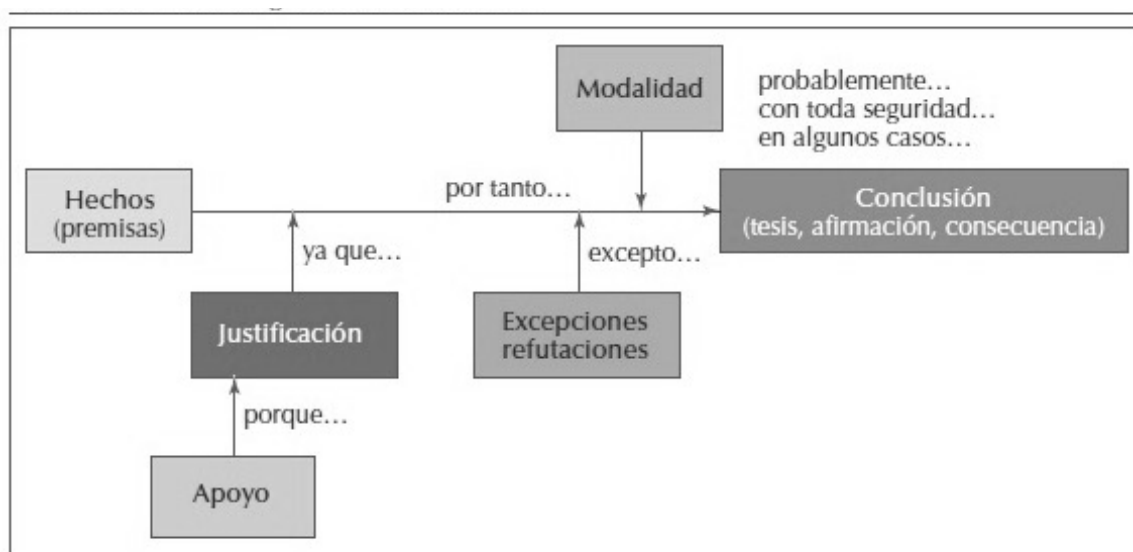 Modalidad
probablemente...
con toda seguridad...
en algunos casos...
Hechos
(premisas)
por tanto...
Conclusión
(tesis, afirmación, consecuencia)
ya que...
excepto...
Justificación
Excepciones
refutaciones
porque...
Apoyo